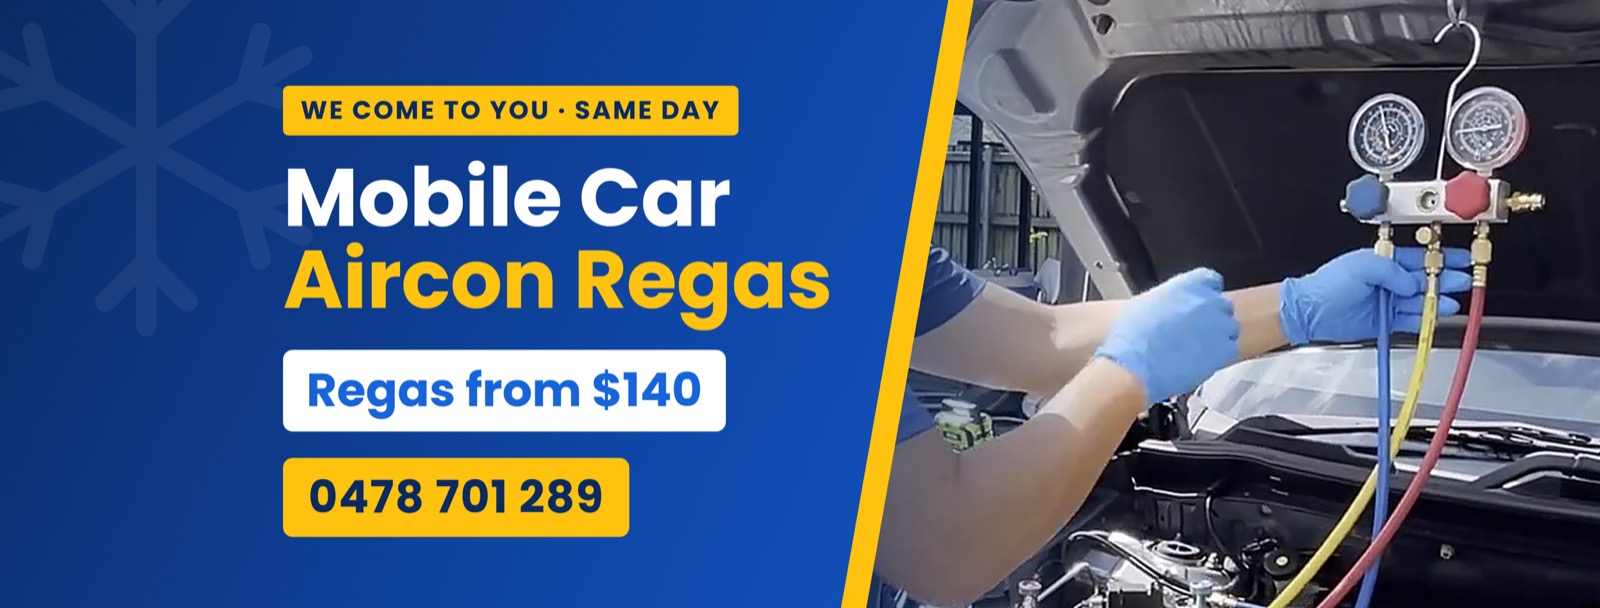 WE COME TO YOU · SAME DAY
Mobile Car
Aircon Regas
Regas from $140
0478 701 289